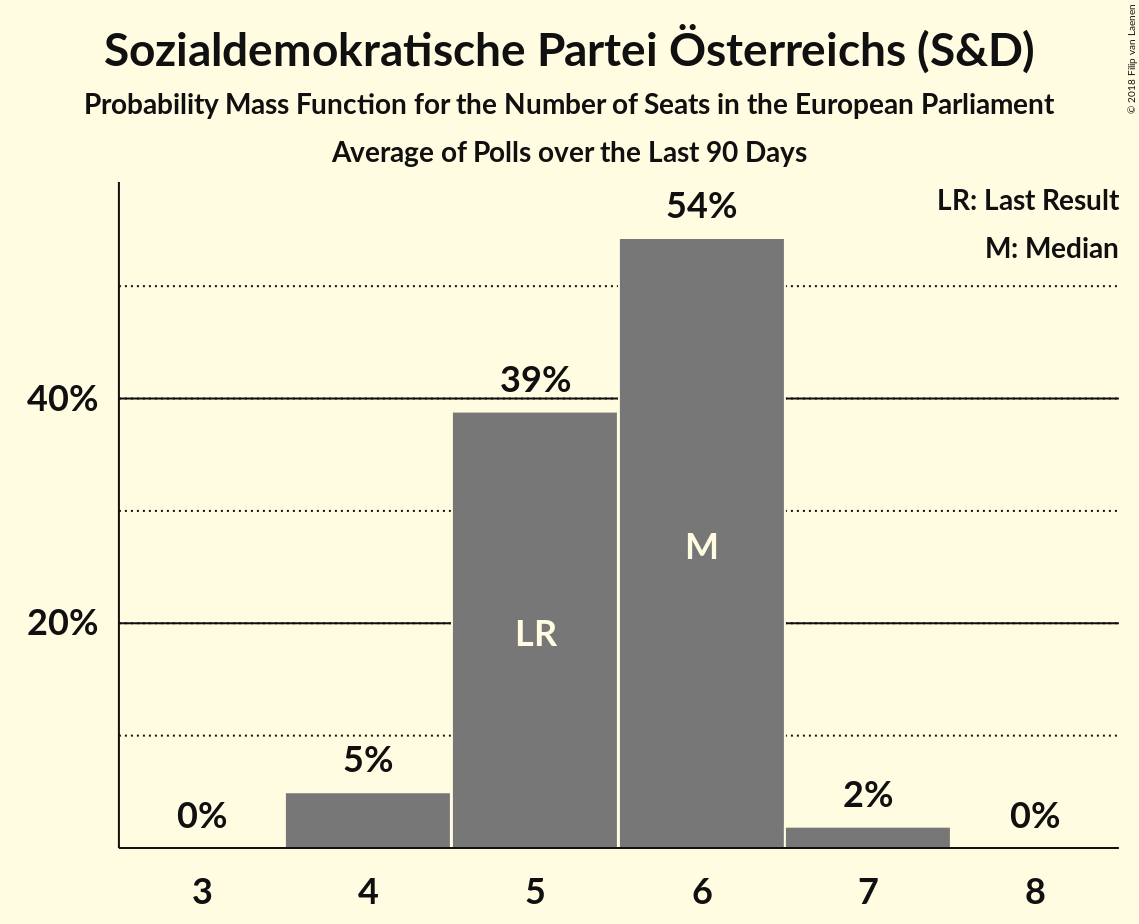 Sozialdemokratische Partei Österreichs (S&D)
Probability Mass Function for the Number of Seats in the European Parliament
Average of Polls over the Last 90 Days
© 2018 Filip van Laenen
LR: Last Result
M: Median
54%
39%
40%
M
20%
LR
5%
2%
0%
0%
3 4 5 6 7 8